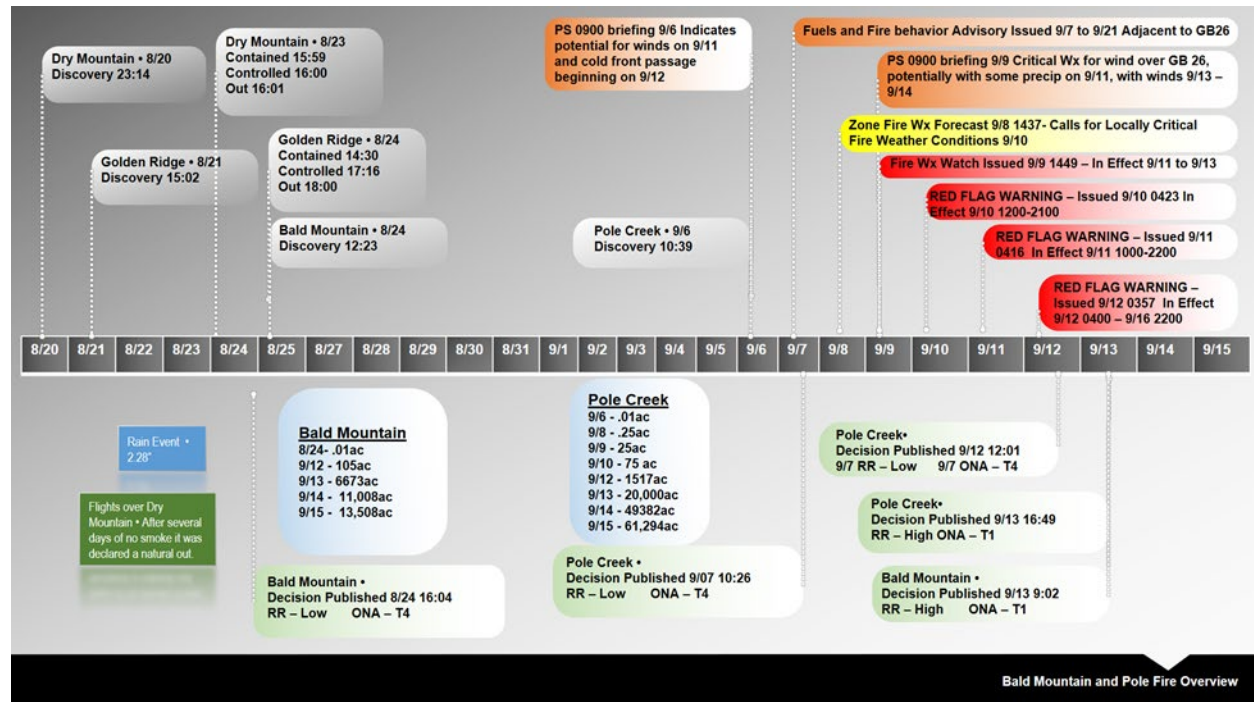 Dry Mountain • 8/20
Discovery 23:14
Dry Mountain • 8/23
Contained 15:59
Controlled 16:00
Out 16:01
Golden Ridge • 8/21
Discovery 15:02
Golden Ridge • 8/24
Contained 14:30
Controlled 17:16
Out 18:00
Bald Mountain • 8/24
Discovery 12:23
PS 0900 briefing 9/6 Indicates
potential for winds on 9/11
and cold front passage
beginning on 9/12
Pole Creek • 9/6
Discovery 10:39
Fuels and Fire behavior Advisory Issued 9/7 to 9/21 Adjacent to GB26
PS 0900 briefing 9/9 Critical Wx for wind over GB 26,
potentially with some precip on 9/11, with winds 9/13 –
9/14
Zone Fire Wx Forecast 9/8 1437- Calls for Locally Critical
Fire Weather Conditions 9/10
Fire Wx Watch Issued 9/9 1449 – In Effect 9/11 to 9/13
RED FLAG WARNING – Issued 9/10 0423 In
Effect 9/10 1200-2100
RED FLAG WARNING – Issued 9/11
0416 In Effect 9/11 1000-2200
RED FLAG WARNING –
Issued 9/12 0357 In Effect
9/12 0400 – 9/16 2200
8/20 8/21 8/22 8/23 8/24 8/25 8/27 8/28 8/29 8/30 8/31 9/1 9/2 9/3 9/4 9/5 9/6 9/7 9/8 9/9 9/10 9/11 9/12 9/13 9/14 9/15
Rain Event •
2.28"
Flights over Dry
Mountain • After several
days of no smoke it was
declared a natural out.
Bald Mountain
8/24- .01ac
9/12 - 105ac
9/13 - 6673ac
9/14 - 11,008ac
9/15 - 13,508ac
Bald Mountain •
Decision Published 8/24 16:04
RR – Low ONA – T4
Pole Creek
9/6 - .01ac
9/8 - .25ac
9/9 - 25ac
9/10 - 75 ac
9/12 - 1517ac
9/13 - 20,000ac
9/14 - 49382ac
9/15 - 61,294ac
Pole Creek •
Decision Published 9/07 10:26
RR – Low ONA – T4
Pole Creek•
Decision Published 9/12 12:01
9/7 RR – Low 9/7 ONA – T4
Pole Creek•
Decision Published 9/13 16:49
RR – High ONA – T1
Bald Mountain •
Decision Published 9/13 9:02
RR – High ONA – T1
Bald Mountain and Pole Fire Overview